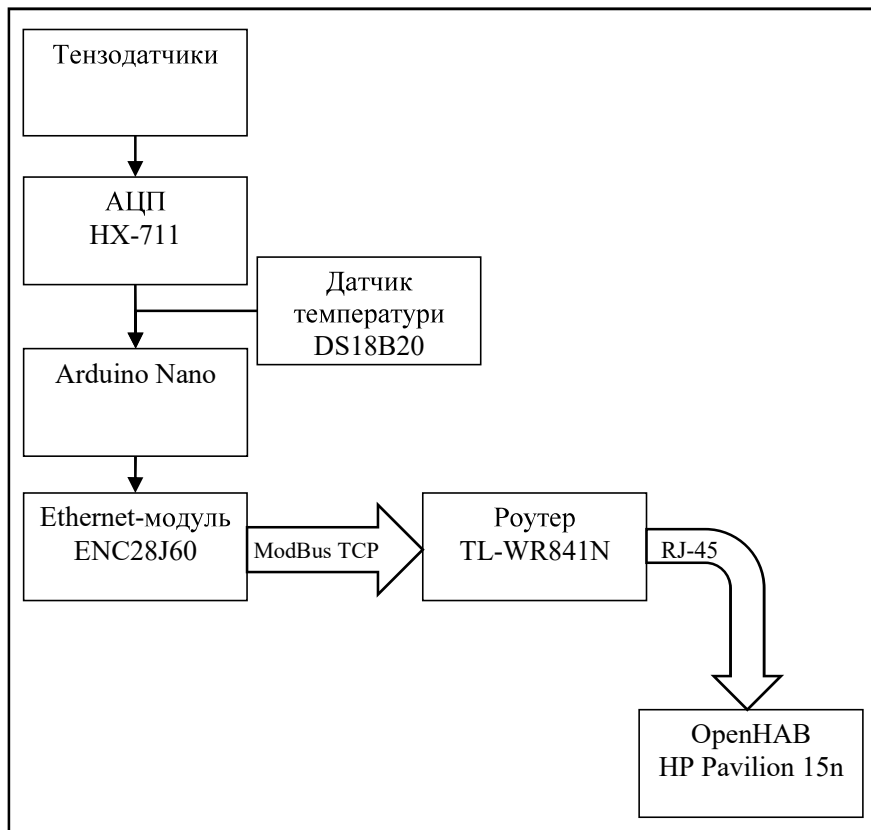 Тензодатчики
АЦП
HX-711
Датчик
температури
DS18B20
Arduino Nano
Ethernet-модуль
ENC28J60
ModBus TCP
Роутер
TL-WR841N
RJ-45
OpenHAB
HP Pavilion 15n